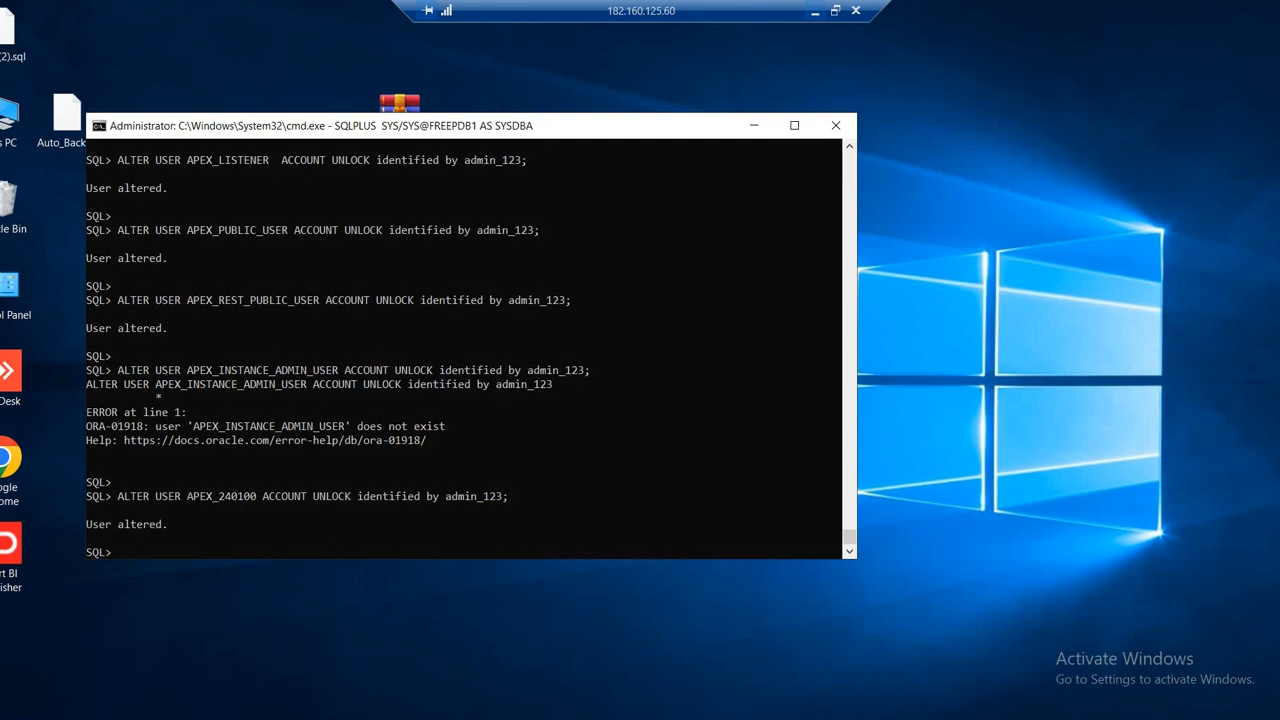 182.160.125.60
(2).sql
s PC
Auto_Back
Administrator: C:\Windows\System32\cmd.exe - SQLPLUS  SYS/SYS@FREEPDB1 AS SYSDBA
SQL> ALTER USER APEX_LISTENER  ACCOUNT UNLOCK identified by admin_123;
User altered.
SQL>
SQL> ALTER USER APEX_PUBLIC_USER ACCOUNT UNLOCK identified by admin_123;
User altered.
SQL>
SQL> ALTER USER APEX_REST_PUBLIC_USER ACCOUNT UNLOCK identified by admin_123;
User altered.
SQL>
SQL> ALTER USER APEX_INSTANCE_ADMIN_USER ACCOUNT UNLOCK identified by admin_123;
ALTER USER APEX_INSTANCE_ADMIN_USER ACCOUNT UNLOCK identified by admin_123
*
ERROR at line 1:
ORA-01918: user 'APEX_INSTANCE_ADMIN_USER' does not exist
Help: https://docs.oracle.com/error-help/db/ora-01918/
SQL>
SQL> ALTER USER APEX_240100 ACCOUNT UNLOCK identified by admin_123;
User altered.
SQL>
cle Bin
ol Panel
Desk
ogle
ome
rt BI
isher
Activate Windows
Go to Settings to activate Windows.